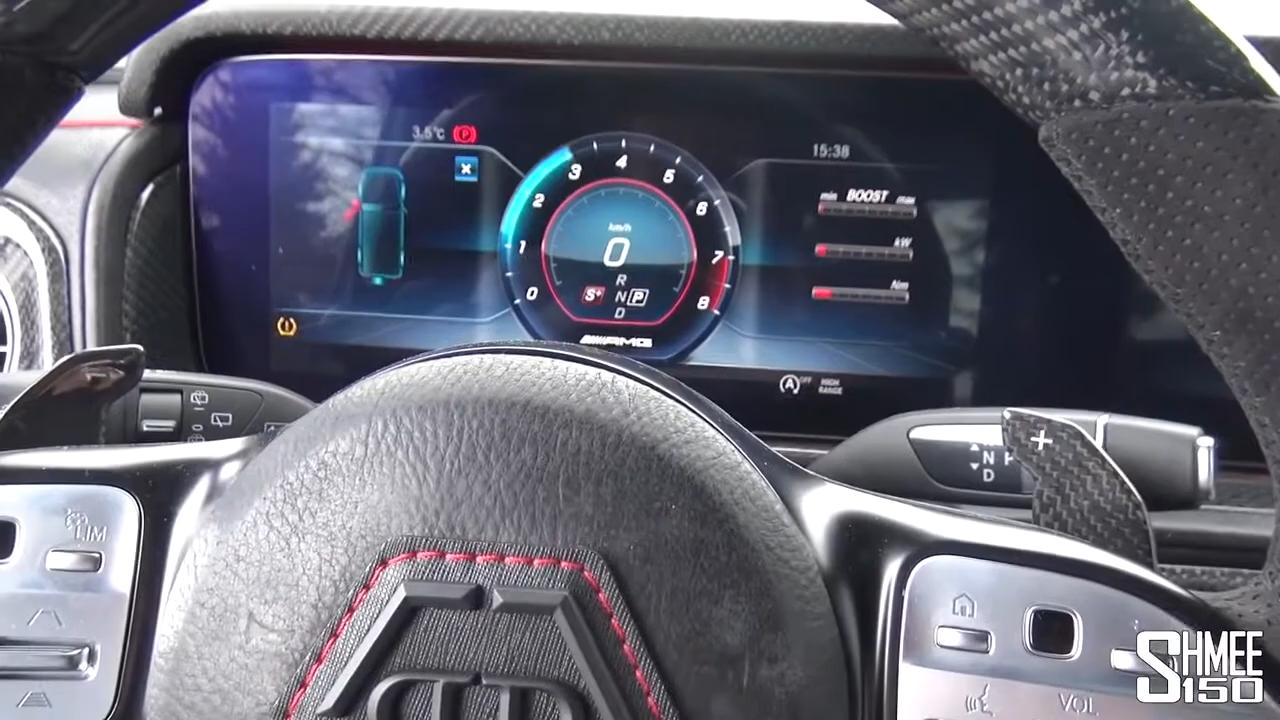 3.5°C
15:38
min BOOST max
kW
Nm
km/h
0
0 1 2 3 4 5 6 7 8
S+
R
N P
D
AMG
A OFF
HIGH
RANGE
+
N P
D
LIM
VOL
SHMEE
150